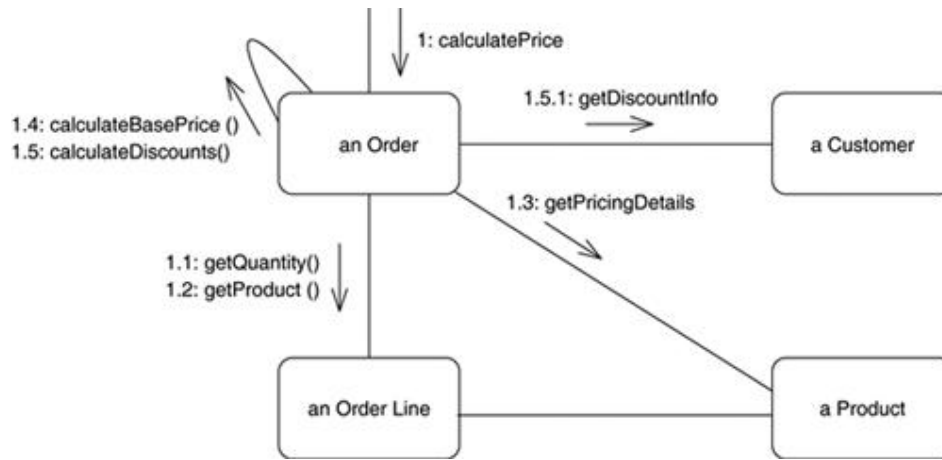 1: calculatePrice
1.5.1: getDiscountInfo
1.4: calculateBasePrice ()
1.5: calculateDiscounts()
an Order
a Customer
1.3: getPricingDetails
1.1: getQuantity()
1.2: getProduct ()
an Order Line
a Product